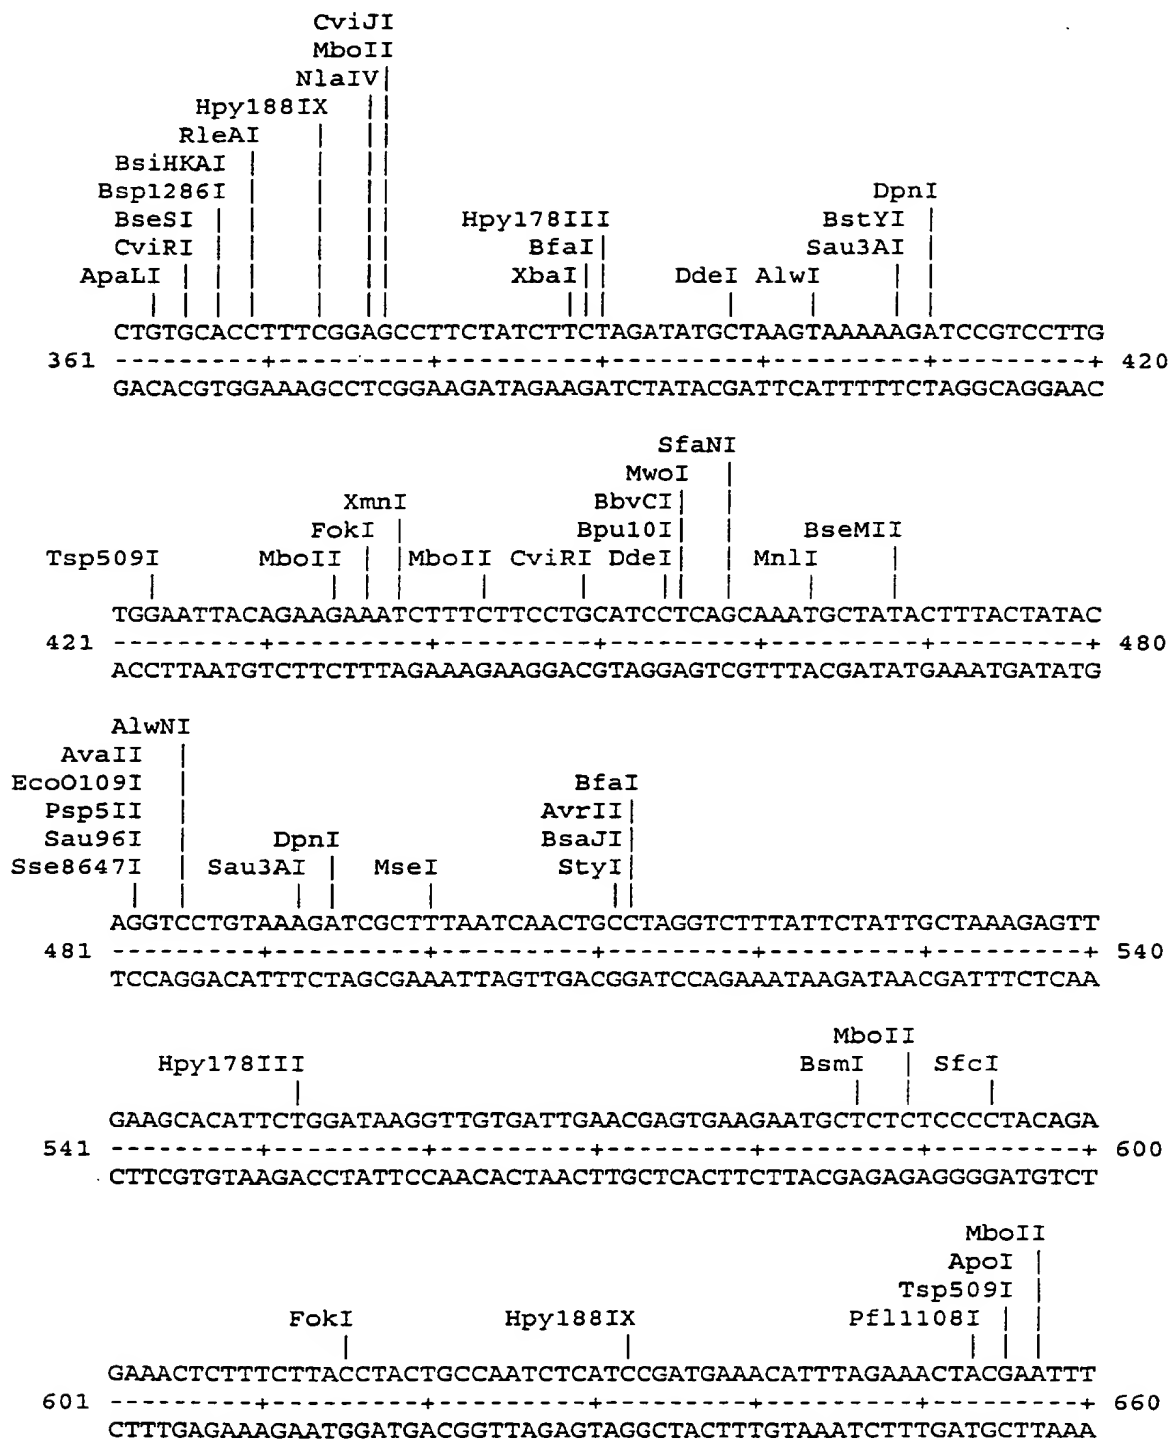 CviJI
MboII
NlaIV
Hpy188IX
RleAI
BsiHKAI
Bsp1286I DpnI
BseSI Hpy178III BstYI
CviRI BfaI Sau3AI
ApaLI XbaI DdeI AlwI
CTGTGCACCTTTCGGAGCCTTCTATCTTCTAGATATGCTAAGTAAAAAGATCCGTCCTTG
361 ---------+---------+---------+---------+---------+---------+ 420
GACACGTGGAAAGCCTCGGAAGATAGAAGATCTATACGATTCATTTTTCTAGGCAGGAAC
SfaNI
MwoI
XmnI BbvCI
FokI Bpu10I BseMII
Tsp509I MboII MboII CviRI DdeI MnlI
TGGAATTACAGAAGAAATCTTTCTTCCTGCATCCTCAGCAAATGCTATACTTTACTATAC
421 ---------+---------+---------+---------+---------+---------+ 480
ACCTTAATGTCTTCTTTAGAAAGAAGGACGTAGGAGTCGTTTACGATATGAAATGATATG
AlwNI
AvaII
EcoO109I BfaI
Psp5II AvrII
Sau96I DpnI BsaJI
Sse8647I Sau3AI MseI StyI
AGGTCCTGTAAAGATCGCTTTAATCAACTGCCTAGGTCTTTATTCTATTGCTAAAGAGTT
481 ---------+---------+---------+---------+---------+---------+ 540
TCCAGGACATTTCTAGCGAAATTAGTTGACGGATCCAGAAATAAGATAACGATTTCTCAA
MboII
Hpy178III BsmI SfcI
GAAGCACATTCTGGATAAGGTTGTGATTGAACGAGTGAAGAATGCTCTCTCCCCTACAGA
541 ---------+---------+---------+---------+---------+---------+ 600
CTTCGTGTAAGACCTATTCCAACACTAACTTGCTCACTTCTTACGAGAGAGGGGATGTCT
MboII
ApoI
Tsp509I
FokI Hpy188IX Pfl1108I
GAAACTCTTTCTTACCTACTGCCAATCTCATCCGATGAAACATTTAGAAACTACGAATTT
601 ---------+---------+---------+---------+---------+---------+ 660
CTTTGAGAAAGAATGGATGACGGTTAGAGTAGGCTACTTTGTAAATCTTTGATGCTTAAA